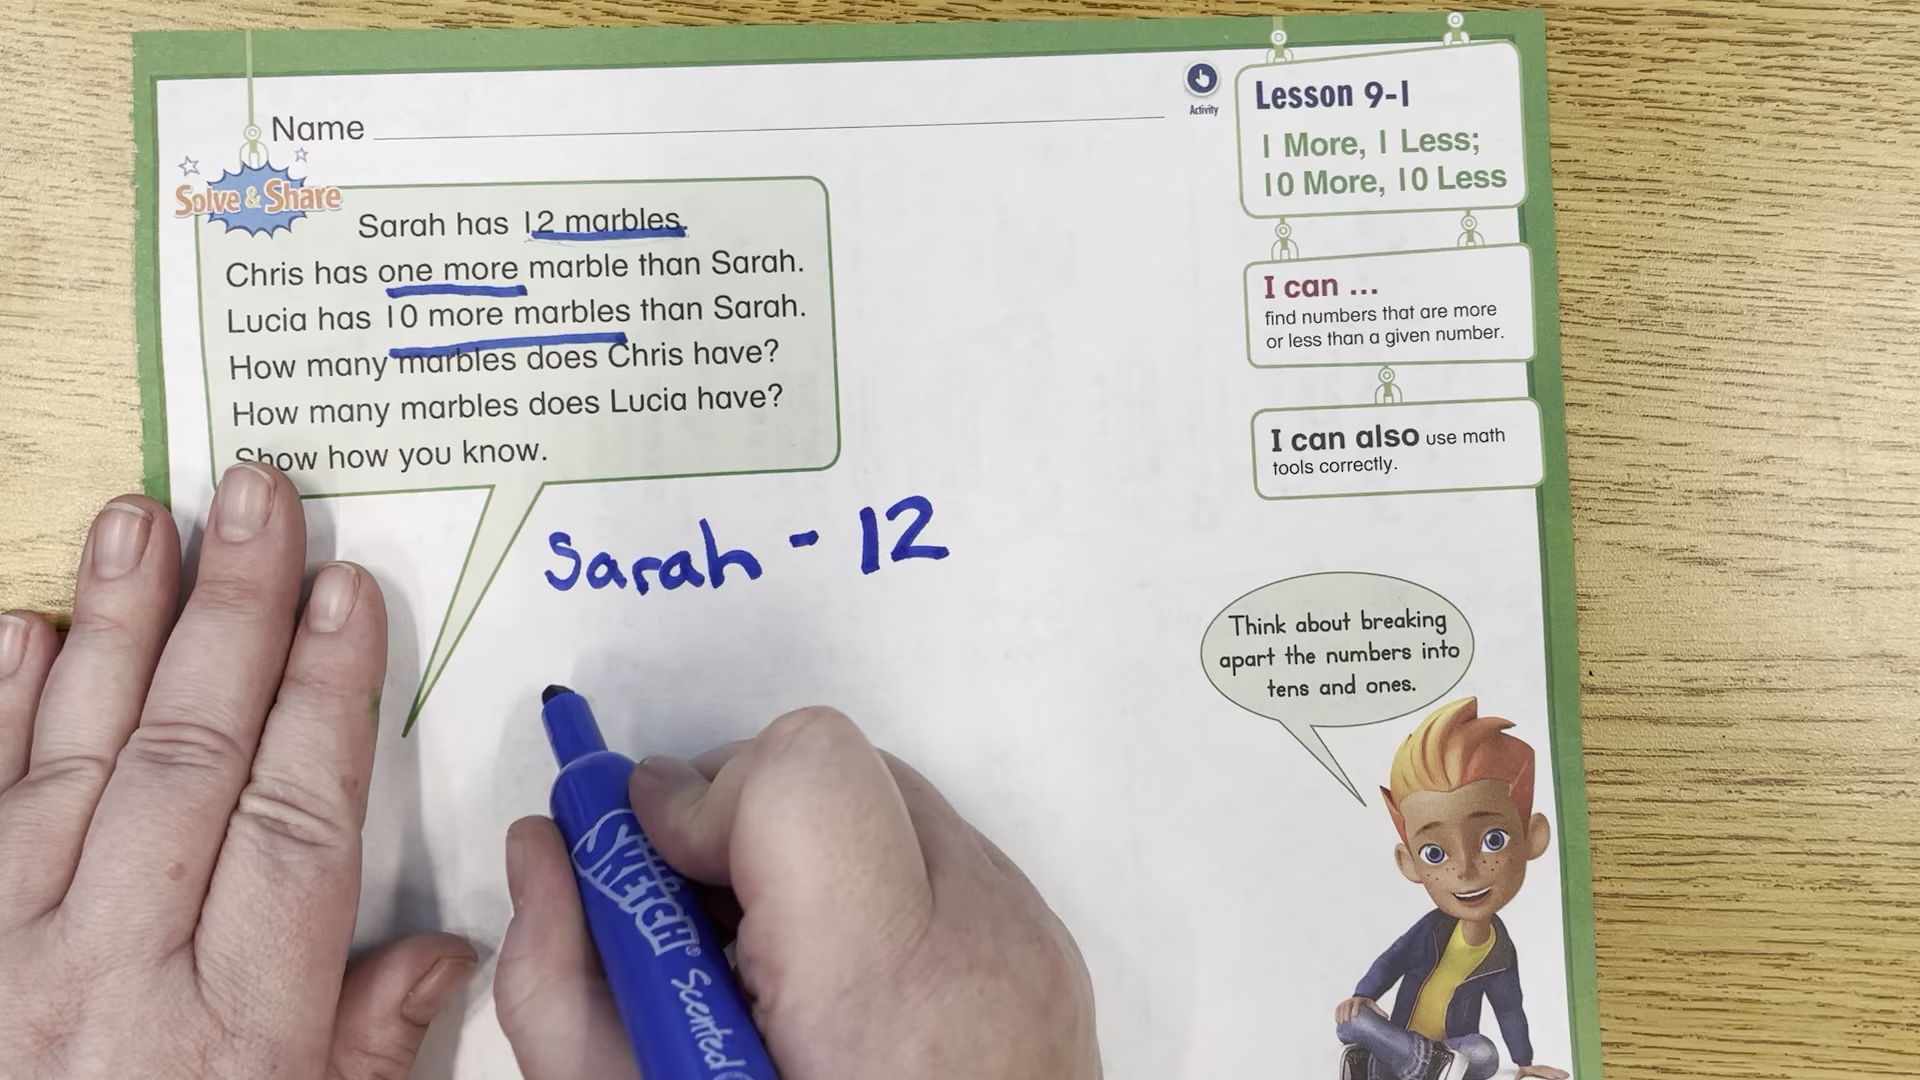 Name
Activity
Lesson 9-1
1 More, 1 Less;
10 More, 10 Less
Solve & Share
Sarah has 12 marbles.
Chris has one more marble than Sarah.
Lucia has 10 more marbles than Sarah.
How many marbles does Chris have?
How many marbles does Lucia have?
Show how you know.
I can ...
find numbers that are more
or less than a given number.
I can also use math
tools correctly.
Sarah - 12
Think about breaking
apart the numbers into
tens and ones.
SKETCH®
Scented